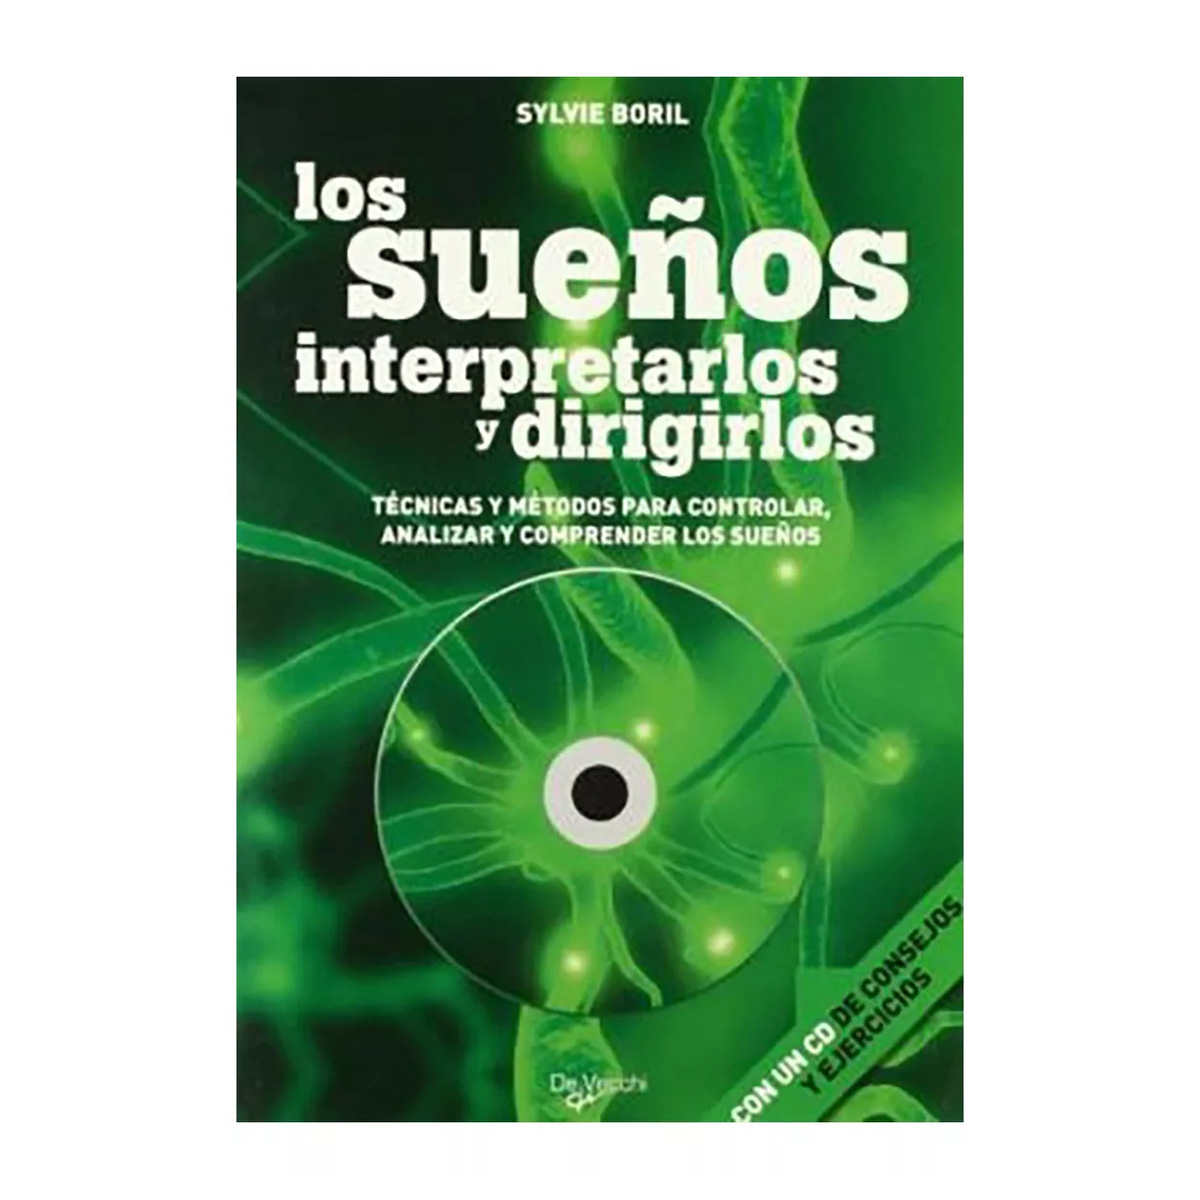 SYLVIE BORIL
los
sueños
interpretarlos
y dirigirlos
TÉCNICAS Y MÉTODOS PARA CONTROLAR,
ANALIZAR Y COMPRENDER LOS SUEÑOS
CON UN CD DE CONSEJOS
Y EJERCICIOS
De Vecchi